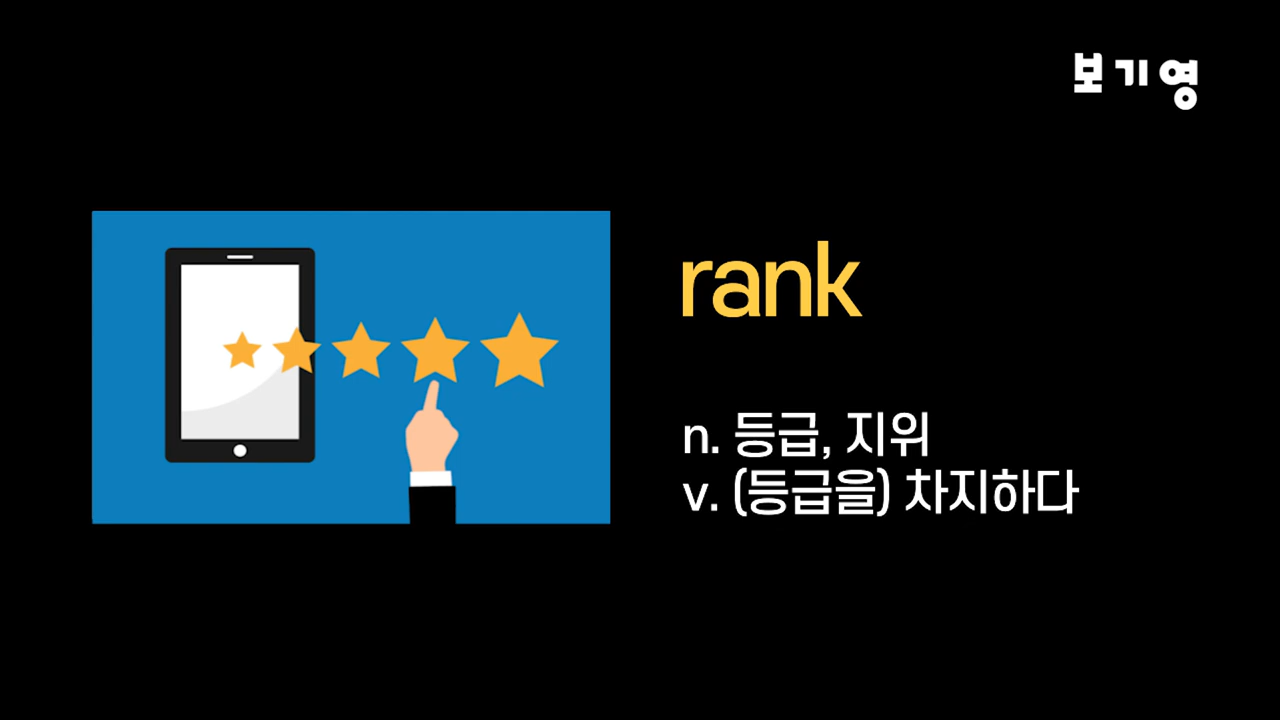 보기영
rank
n. 등급, 지위
v. (등급을) 차지하다